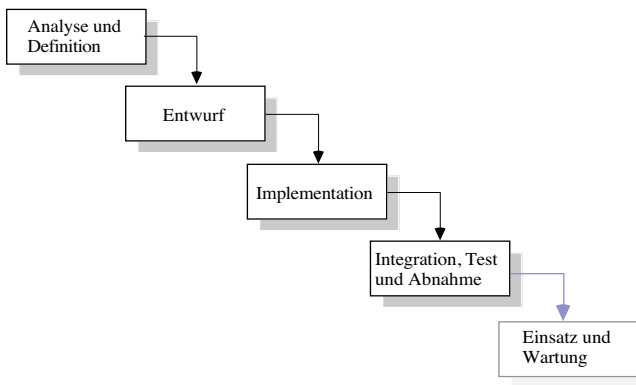 Analyse und
Definition
Entwurf
Implementation
Integration, Test
und Abnahme
Einsatz und
Wartung